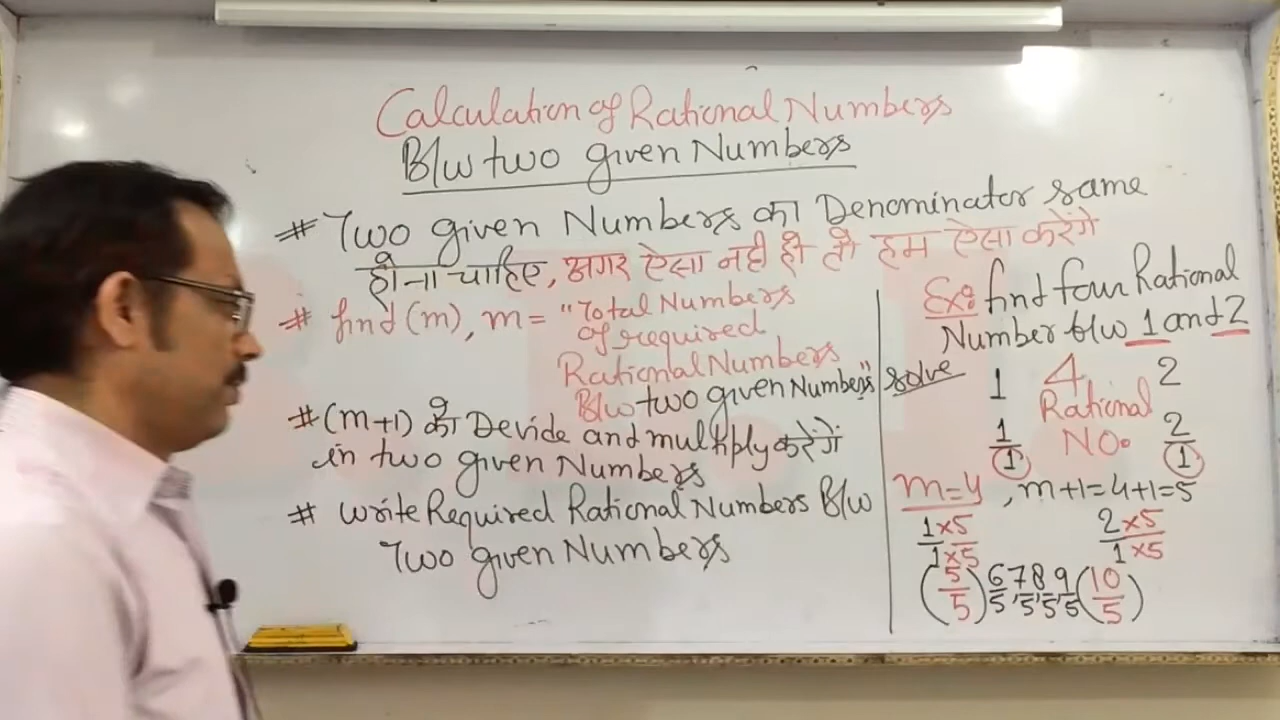 Calculation of Rational Numbers
B/w two given Numbers
# Two given Numbers का Denominator same
होना चाहिए, अगर ऐसा नही हो तो हम ऐसा करेंगे
# find (m), m = "Total Numbers
of required
Rational Numbers
B/w two given Numbers"
# (m+1) को Devide and multiply करेंगें
in two given Numbers
# write Required Rational Numbers B/w
Two given Numbers
Ex: find four Rational
Number b/w 1 and 2
solve
1 4 2
Rational
1/1 NO. 2/1
m=4, m+1=4+1=5
1×5/1×5 2×5/1×5
(5/5) 6/5, 7/5, 8/5, 9/5 (10/5)